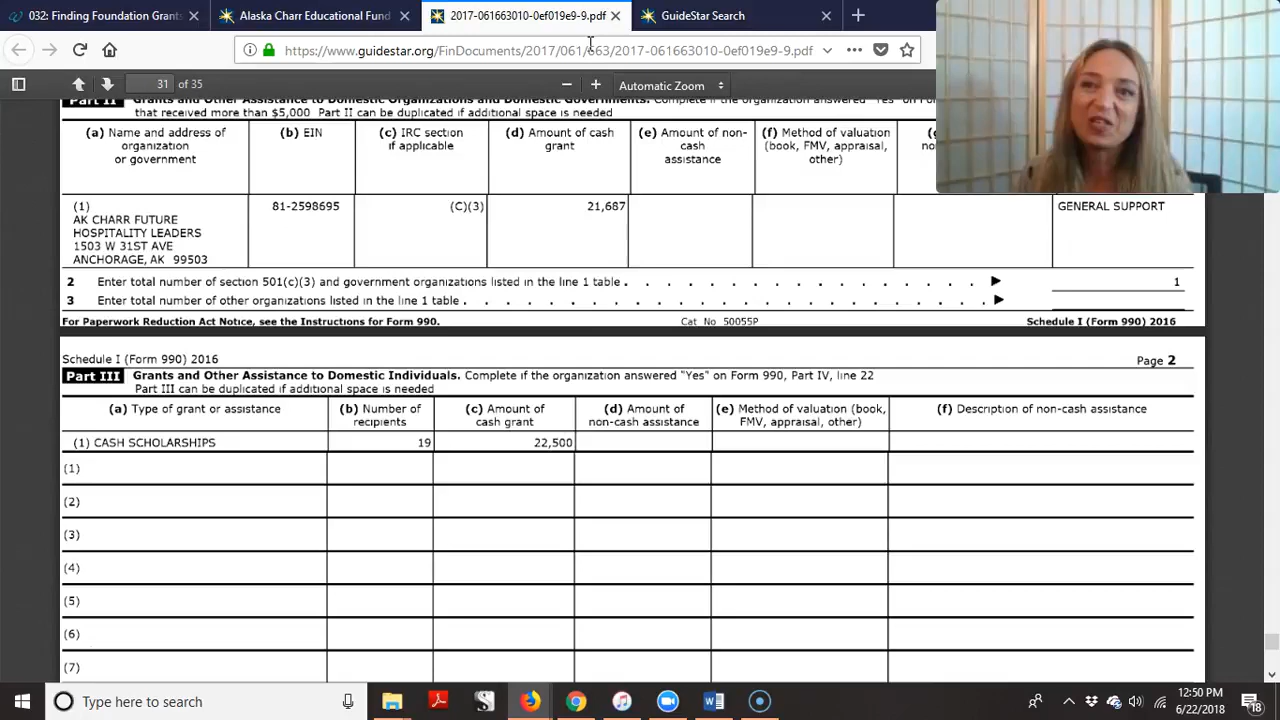 032: Finding Foundation Grants
Alaska Charr Educational Fund
2017-061663010-0ef019e9-9.pdf
GuideStar Search
https://www.guidestar.org/FinDocuments/2017/061/663/2017-061663010-0ef019e9-9.pdf
31 of 35
Automatic Zoom
Part II Grants and Other Assistance to Domestic Organizations and Domestic Governments. Complete if the organization answered "Yes" on
that received more than $5,000 Part II can be duplicated if additional space is needed
(a) Name and address of organization or government
(b) EIN
(c) IRC section if applicable
(d) Amount of cash grant
(e) Amount of non-cash assistance
(f) Method of valuation (book, FMV, appraisal, other)
(1)
AK CHARR FUTURE
HOSPITALITY LEADERS
1503 W 31ST AVE
ANCHORAGE, AK 99503
81-2598695
(C)(3)
21,687
GENERAL SUPPORT
2 Enter total number of section 501(c)(3) and government organizations listed in the line 1 table . . . . . . . . . . . . . . . . . 1
3 Enter total number of other organizations listed in the line 1 table . . . . . . . . . . . . . . . . . . . . . . . . .
For Paperwork Reduction Act Notice, see the Instructions for Form 990. Cat No 50055P Schedule I (Form 990) 2016
Schedule I (Form 990) 2016 Page 2
Part III Grants and Other Assistance to Domestic Individuals. Complete if the organization answered "Yes" on Form 990, Part IV, line 22
Part III can be duplicated if additional space is needed
(a) Type of grant or assistance
(b) Number of recipients
(c) Amount of cash grant
(d) Amount of non-cash assistance
(e) Method of valuation (book, FMV, appraisal, other)
(f) Description of non-cash assistance
(1) CASH SCHOLARSHIPS 19 22,500
(1)
(2)
(3)
(4)
(5)
(6)
(7)
Type here to search
12:50 PM
6/22/2018
18